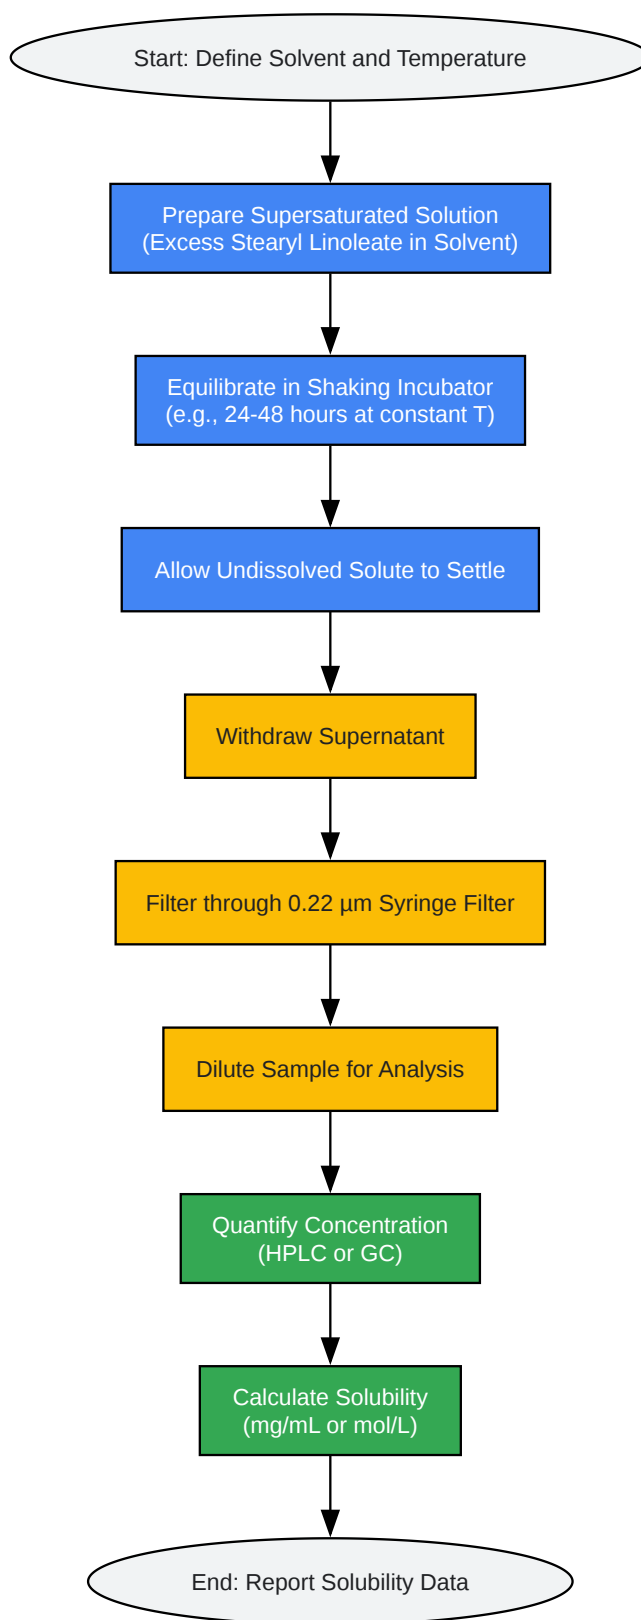 Start: Define Solvent and Temperature
Prepare Supersaturated Solution
(Excess Stearyl Linoleate in Solvent)
Equilibrate in Shaking Incubator
(e.g., 24-48 hours at constant T)
Allow Undissolved Solute to Settle
Withdraw Supernatant
Filter through 0.22 µm Syringe Filter
Dilute Sample for Analysis
Quantify Concentration
(HPLC or GC)
Calculate Solubility
(mg/mL or mol/L)
End: Report Solubility Data